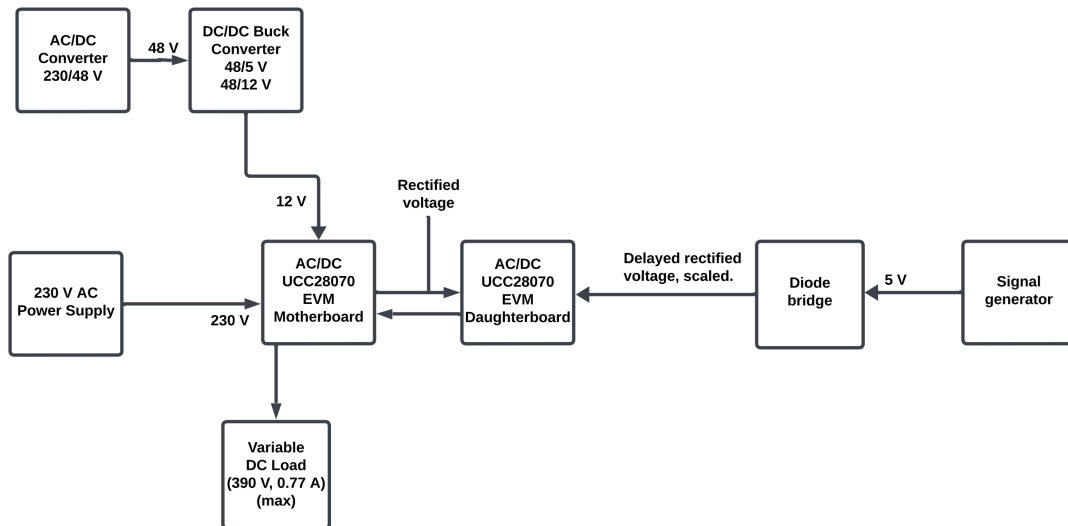 AC/DC
Converter
230/48 V
48 V
DC/DC Buck
Converter
48/5 V
48/12 V
12 V
Rectified
voltage
230 V AC
Power Supply
230 V
AC/DC
UCC28070
EVM
Motherboard
AC/DC
UCC28070
EVM
Daughterboard
Delayed rectified
voltage, scaled.
Diode
bridge
5 V
Signal
generator
Variable
DC Load
(390 V, 0.77 A)
(max)